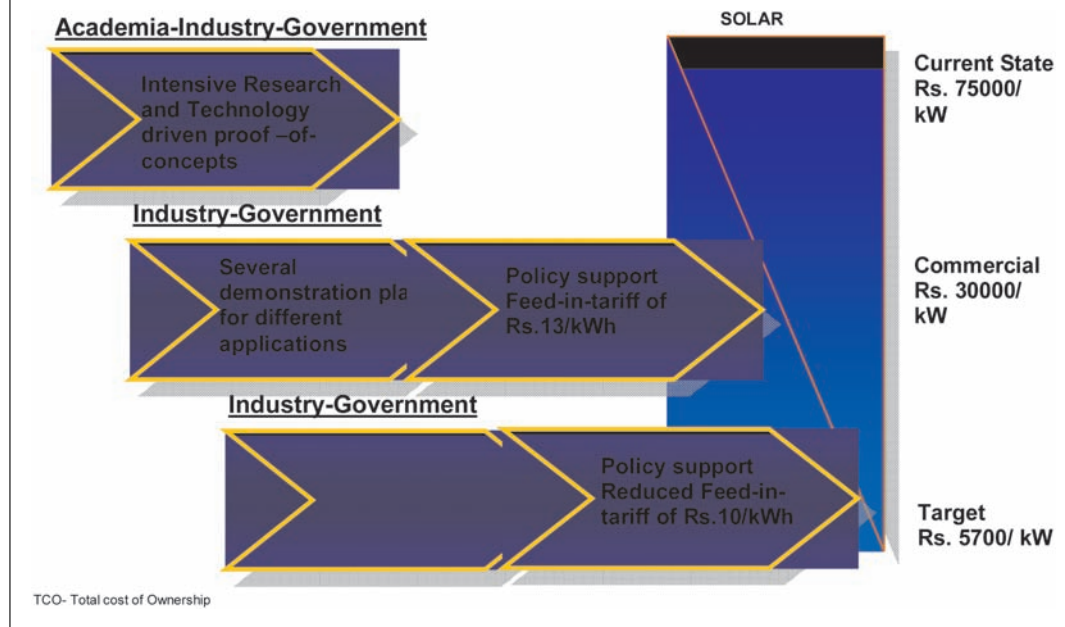 SOLAR
Academia-Industry-Government
Intensive Research
and Technology
driven proof –of-
concepts
Current State
Rs. 75000/
kW
Industry-Government
Several
demonstration pla
for different
applications
Policy support
Feed-in-tariff of
Rs.13/kWh
Commercial
Rs. 30000/
kW
Industry-Government
Policy support
Reduced Feed-in-
tariff of Rs.10/kWh
Target
Rs. 5700/ kW
TCO- Total cost of Ownership